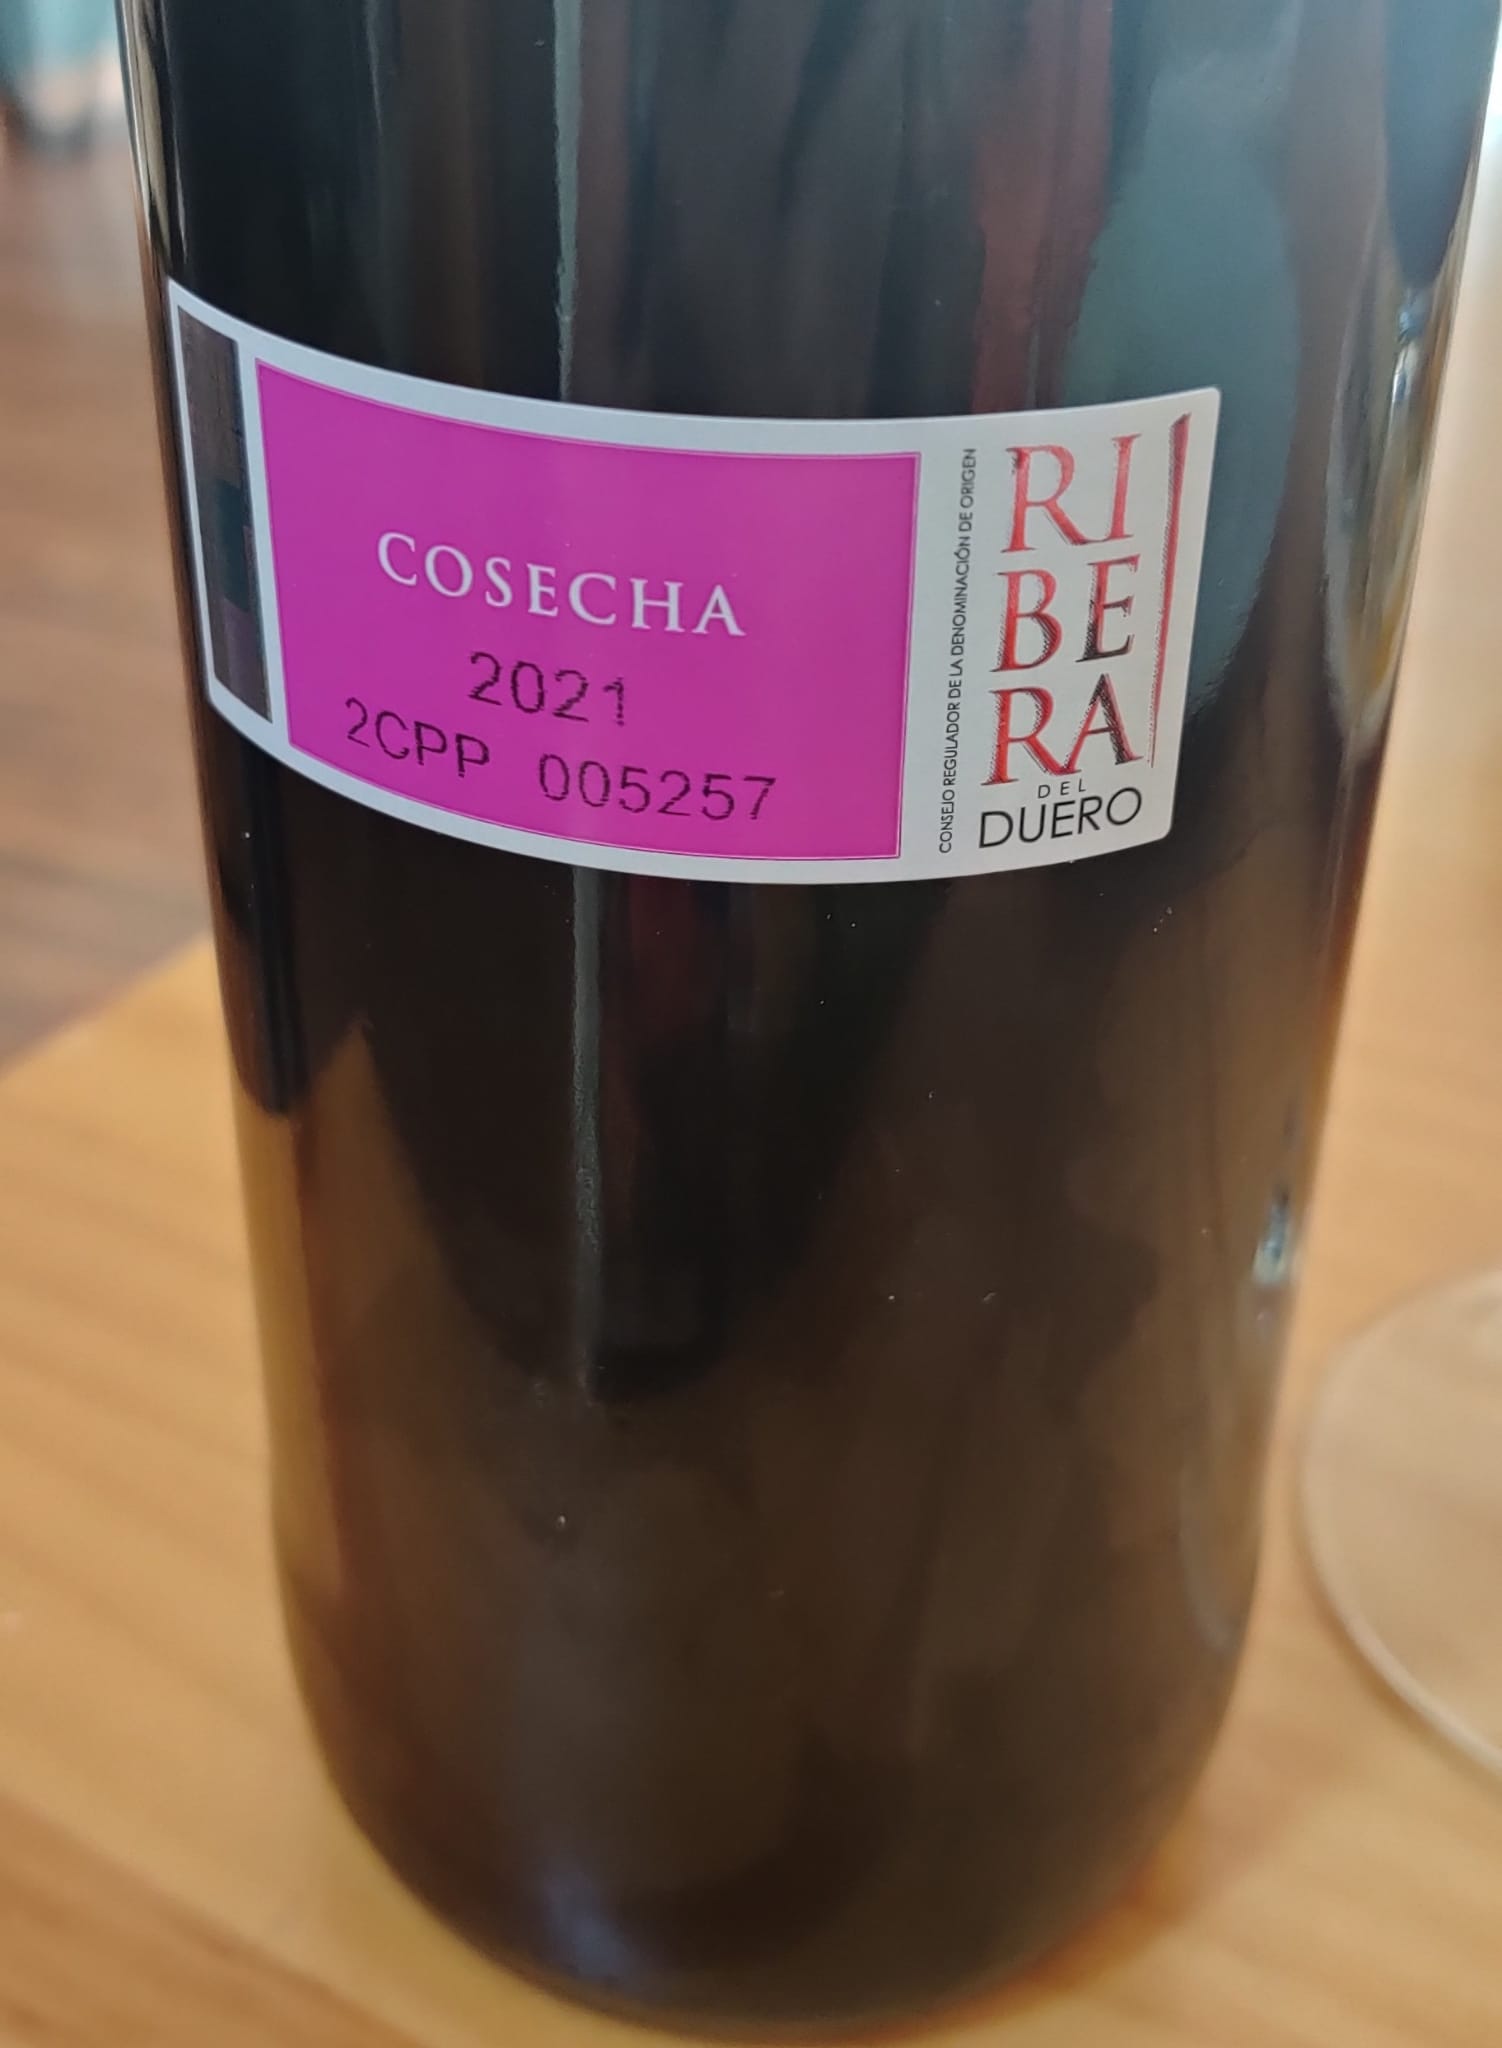 COSECHA
2021
2CPP 005257
CONSEJO REGULADOR DE LA DENOMINACIÓN DE ORIGEN
RI
BE
RA
DEL
DUERO